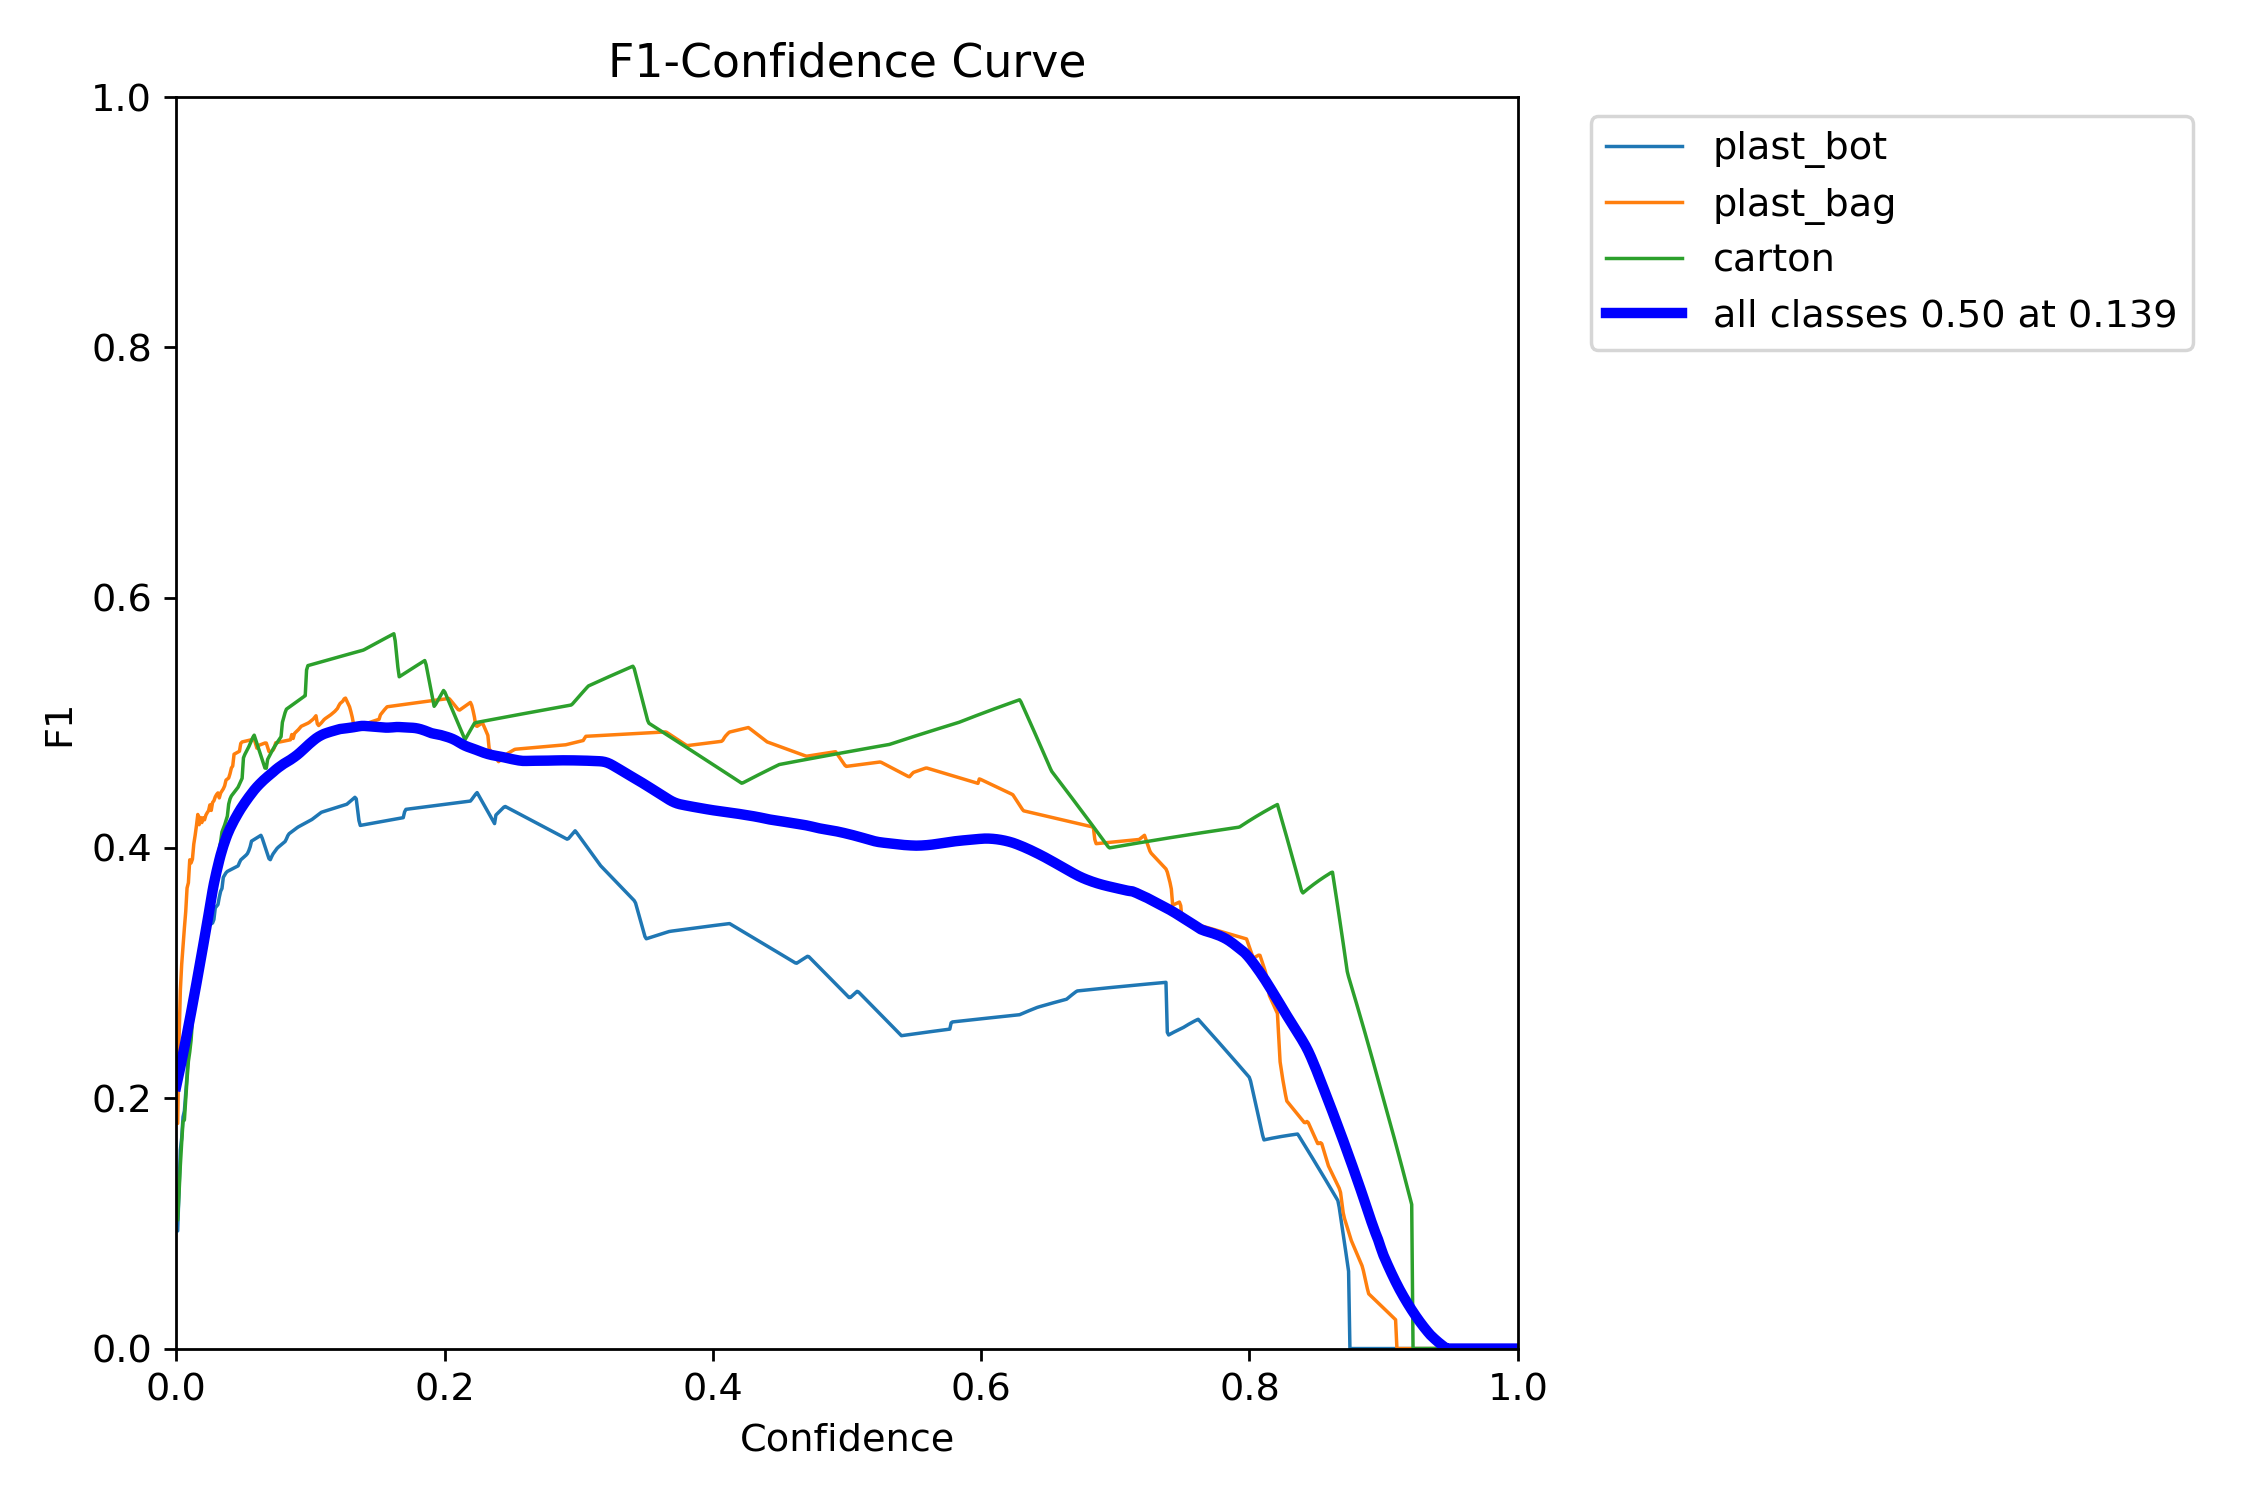 F1-Confidence Curve
1.0
0.8
0.6
0.4
0.2
0.0
F1
0.0 0.2 0.4 0.6 0.8 1.0
Confidence
plast_bot
plast_bag
carton
all classes 0.50 at 0.139